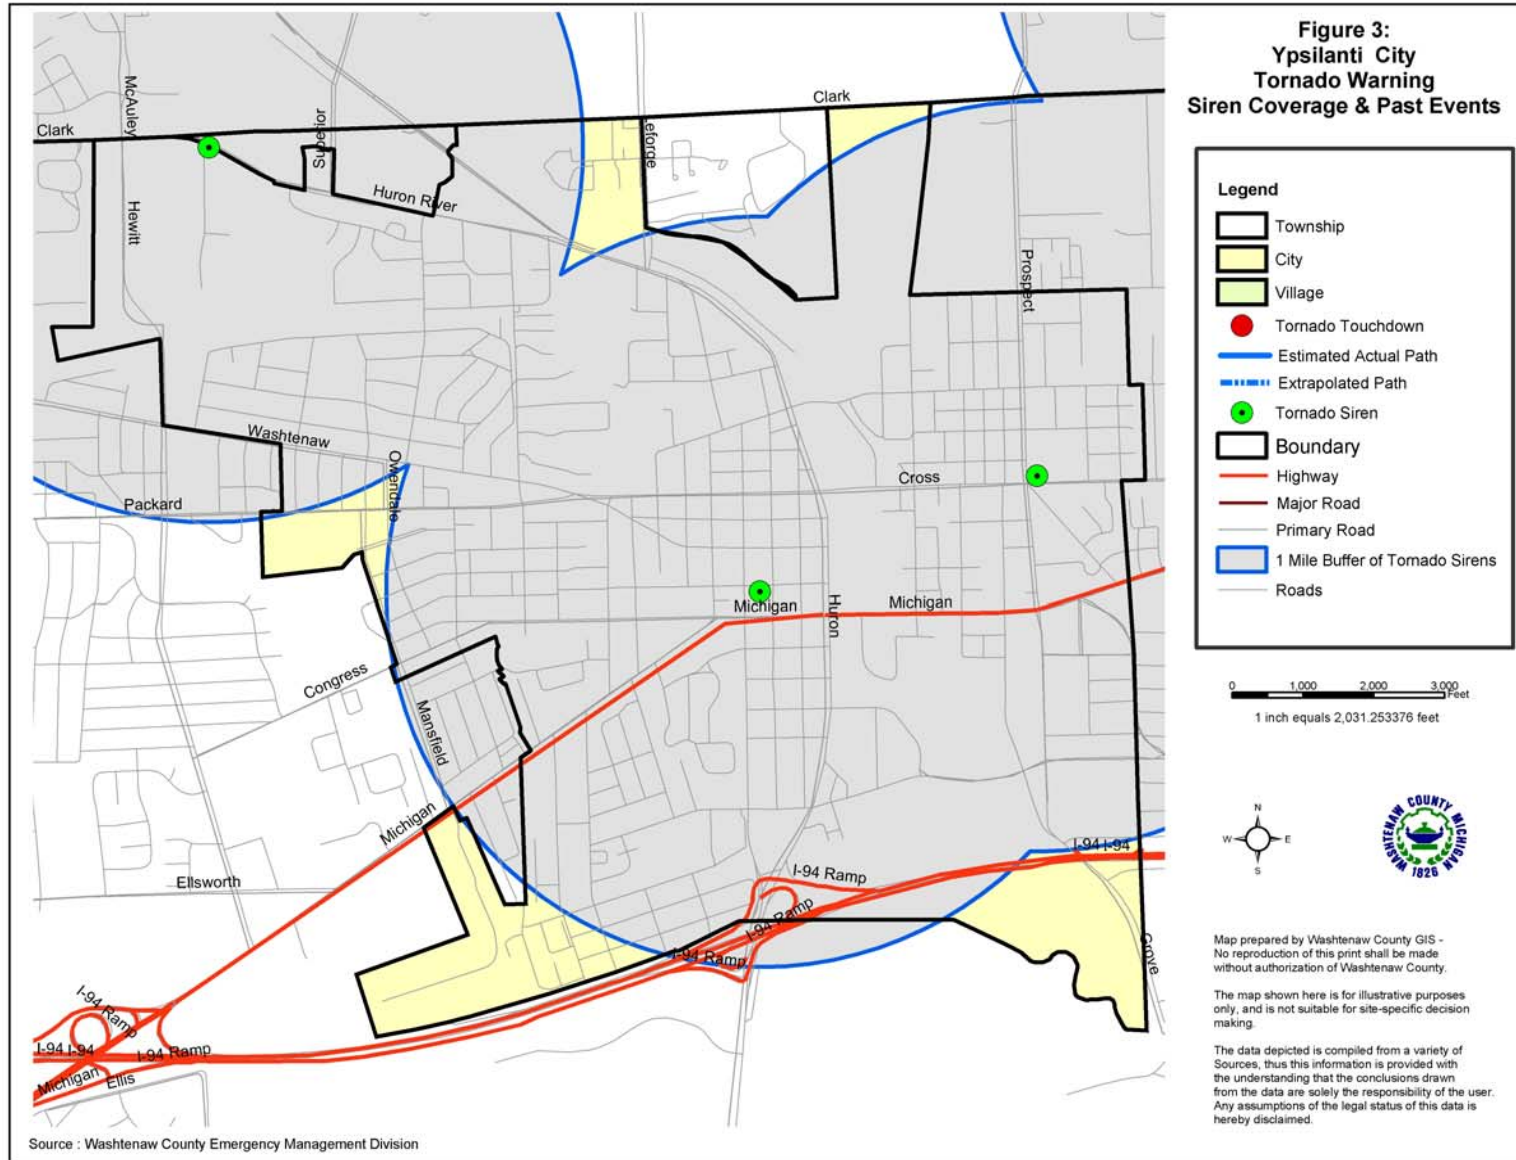 Figure 3:
Ypsilanti City
Tornado Warning
Siren Coverage & Past Events
Legend
Township
City
Village
Tornado Touchdown
Estimated Actual Path
Extrapolated Path
Tornado Siren
Boundary
Highway
Major Road
Primary Road
1 Mile Buffer of Tornado Sirens
Roads
0 1,000 2,000 3,000
Feet
1 inch equals 2,031.253376 feet
N
W E
S
WASHTENAW COUNTY MICHIGAN
1826
Map prepared by Washtenaw County GIS -
No reproduction of this print shall be made
without authorization of Washtenaw County.
The map shown here is for illustrative purposes
only, and is not suitable for site-specific decision
making.
The data depicted is compiled from a variety of
Sources, thus this information is provided with
the understanding that the conclusions drawn
from the data are solely the responsibility of the user.
Any assumptions of the legal status of this data is
hereby disclaimed.
Clark
McAuley
Superior
Clark
eforge
Huron River
Hewitt
Prospect
Washtenaw
Owendale
Packard
Cross
Michigan
Michigan
Huron
Congress
Mansfield
Michigan
Ellsworth
I-94 Ramp
I-94 I-94
I-94 Ramp
I-94 Ramp
Grove
I-94 Ramp
I-94 I-94
I-94 Ramp
Michigan
Ellis
Source : Washtenaw County Emergency Management Division